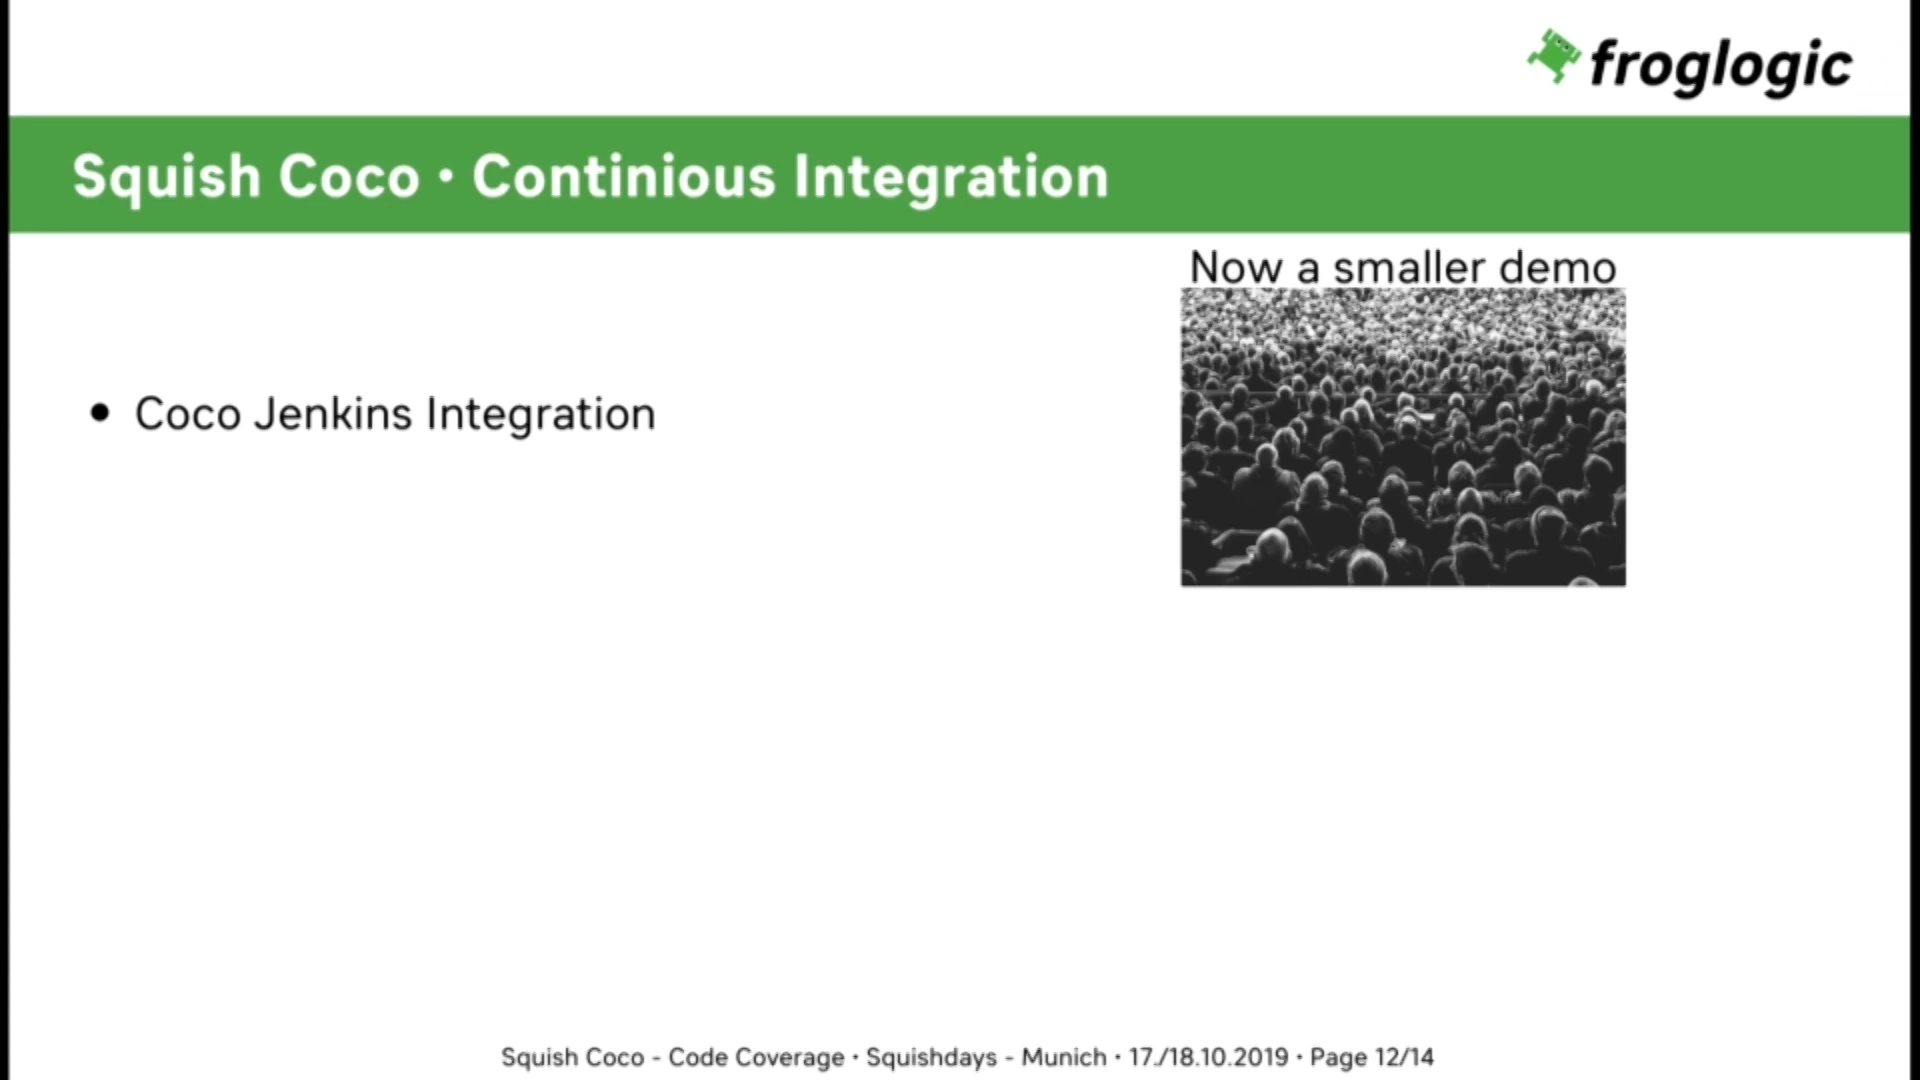 froglogic
Squish Coco · Continious Integration
Now a smaller demo
• Coco Jenkins Integration
Squish Coco - Code Coverage · Squishdays - Munich · 17./18.10.2019 · Page 12/14